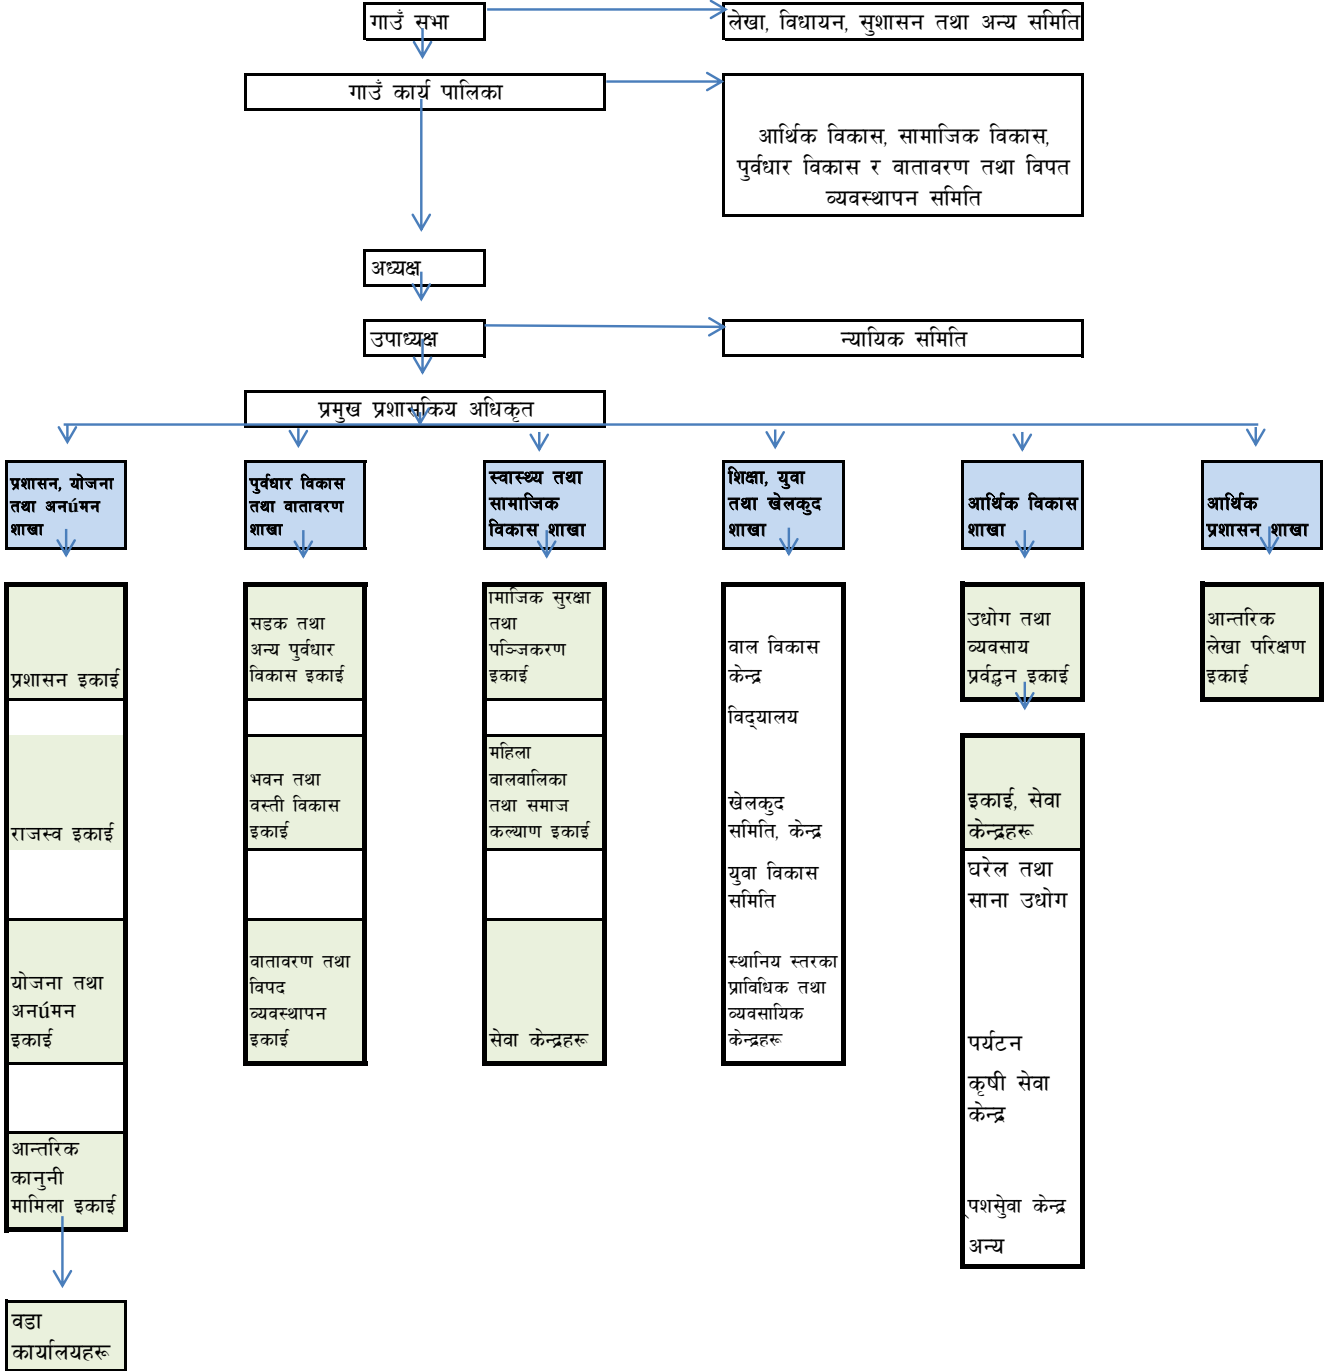 गाउँ सभा
लेखा, विधायन, सुशासन तथा अन्य समिति
गाउँ कार्य पालिका
आर्थिक विकास, सामाजिक विकास,
पुर्वधार विकास र वातावरण तथा विपत
व्यवस्थापन समिति
अध्यक्ष
उपाध्यक्ष
न्यायिक समिति
प्रमुख प्रशासकिय अधिकृत
प्रशासन, योजना
तथा अनúमन
शाखा
पुर्वधार विकास
तथा वातावरण
शाखा
स्वास्थ्य तथा
सामाजिक
विकास शाखा
शिक्षा, युवा
तथा खेलकुद
शाखा
आर्थिक विकास
शाखा
आर्थिक
प्रशासन शाखा
प्रशासन इकाई
राजस्व इकाई
योजना तथा
अनúमन
इकाई
आन्तरिक
कानुनी
मामिला इकाई
वडा
कार्यालयहरू
सडक तथा
अन्य पुर्वधार
विकास इकाई
भवन तथा
वस्ती विकास
इकाई
वातावरण तथा
विपद
व्यवस्थापन
इकाई
ामाजिक सुरक्षा
तथा
पञ्जिकरण
इकाई
महिला
वालवालिका
तथा समाज
कल्याण इकाई
सेवा केन्द्रहरू
वाल विकास
केन्द्र
विद्यालय
खेलकुद
समिति, केन्द्र
युवा विकास
समिति
स्थानिय स्तरका
प्राविधिक तथा
व्यवसायिक
केन्द्रहरू
उधोग तथा
व्यवसाय
प्रर्वद्धन इकाई
इकाई, सेवा
केन्द्रहरू
घरेल तथा
साना उधोग
पर्यटन
कृषी सेवा
केन्द्र
पशसुेवा केन्द्र
अन्य
आन्तरिक
लेखा परिक्षण
इकाई